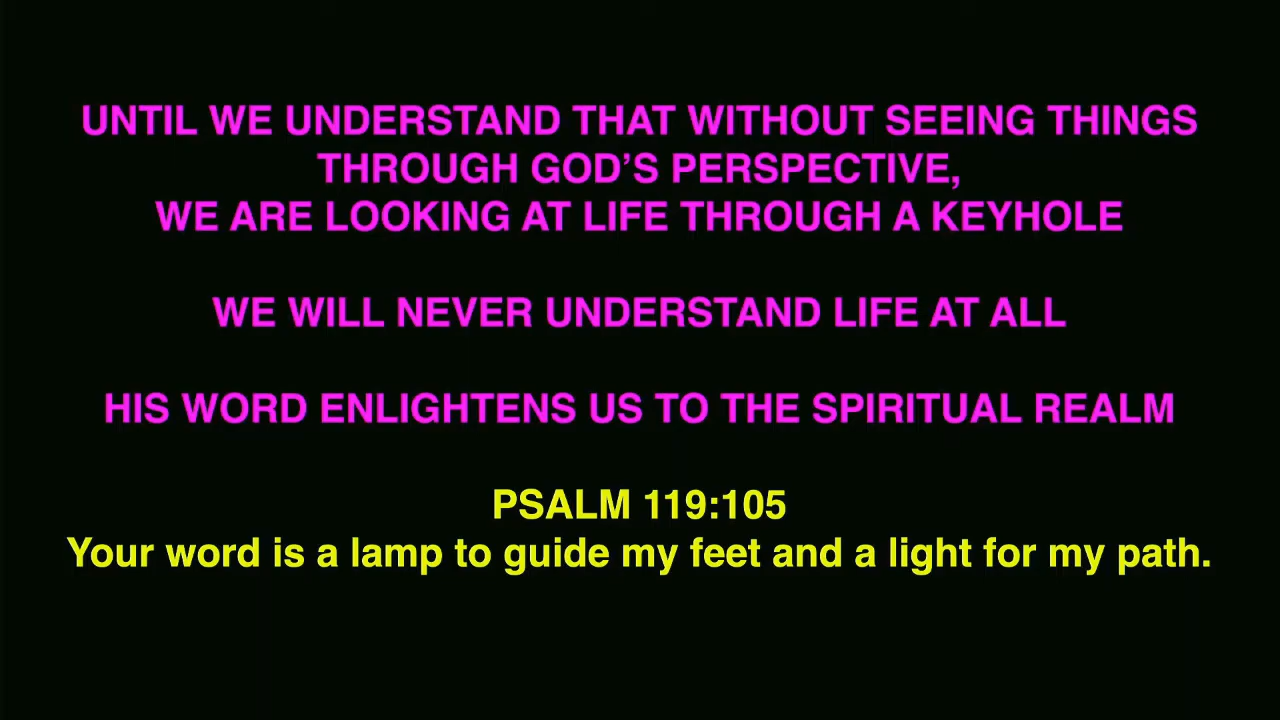 UNTIL WE UNDERSTAND THAT WITHOUT SEEING THINGS
THROUGH GOD’S PERSPECTIVE,
WE ARE LOOKING AT LIFE THROUGH A KEYHOLE
WE WILL NEVER UNDERSTAND LIFE AT ALL
HIS WORD ENLIGHTENS US TO THE SPIRITUAL REALM
PSALM 119:105
Your word is a lamp to guide my feet and a light for my path.